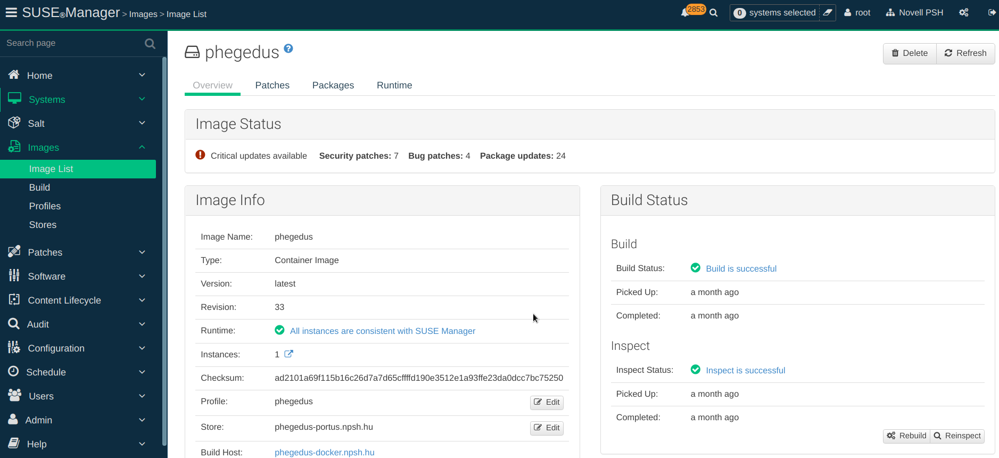 SUSE®Manager > Images > Image List
2853
0 systems selected
root
Novell PSH
Search page
Home
Systems
Salt
Images
Image List
Build
Profiles
Stores
Patches
Software
Content Lifecycle
Audit
Configuration
Schedule
Users
Admin
Help
phegedus ?
Delete Refresh
Overview Patches Packages Runtime
Image Status
Critical updates available Security patches: 7 Bug patches: 4 Package updates: 24
Image Info
Image Name: phegedus
Type: Container Image
Version: latest
Revision: 33
Runtime: All instances are consistent with SUSE Manager
Instances: 1
Checksum: ad2101a69f115b16c26d7a7d65cffffd190e3512e1a93ffe23da0dcc7bc75250
Profile: phegedus Edit
Store: phegedus-portus.npsh.hu Edit
Build Host: phegedus-docker.npsh.hu
Build Status
Build
Build Status: Build is successful
Picked Up: a month ago
Completed: a month ago
Inspect
Inspect Status: Inspect is successful
Picked Up: a month ago
Completed: a month ago
Rebuild Reinspect